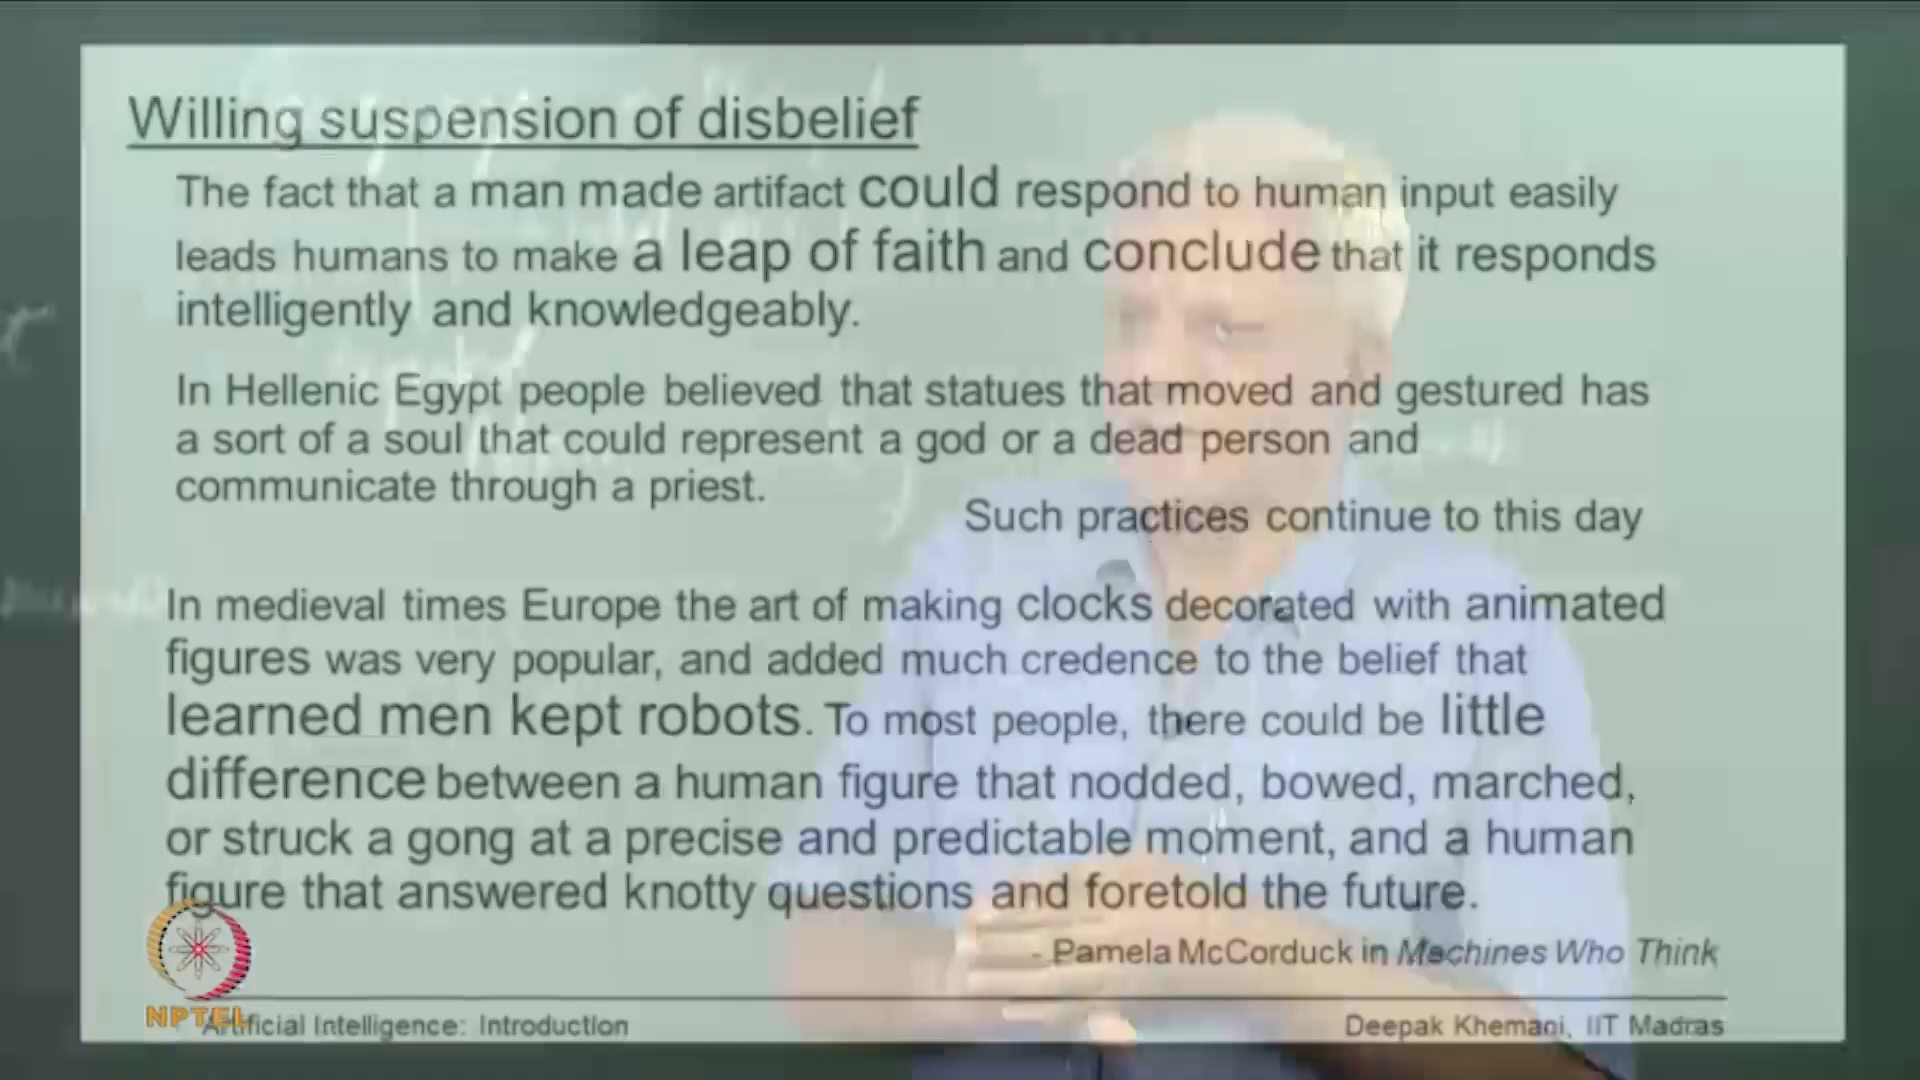 Willing suspension of disbelief
The fact that a man made artifact could respond to human input easily
leads humans to make a leap of faith and conclude that it responds
intelligently and knowledgeably.
In Hellenic Egypt people believed that statues that moved and gestured has
a sort of a soul that could represent a god or a dead person and
communicate through a priest.
Such practices continue to this day
In medieval times Europe the art of making clocks decorated with animated
figures was very popular, and added much credence to the belief that
learned men kept robots. To most people, there could be little
difference between a human figure that nodded, bowed, marched,
or struck a gong at a precise and predictable moment, and a human
figure that answered knotty questions and foretold the future.
- Pamela McCorduck in Machines Who Think
NPTEL
Artificial Intelligence: Introduction
Deepak Khemani, IIT Madras